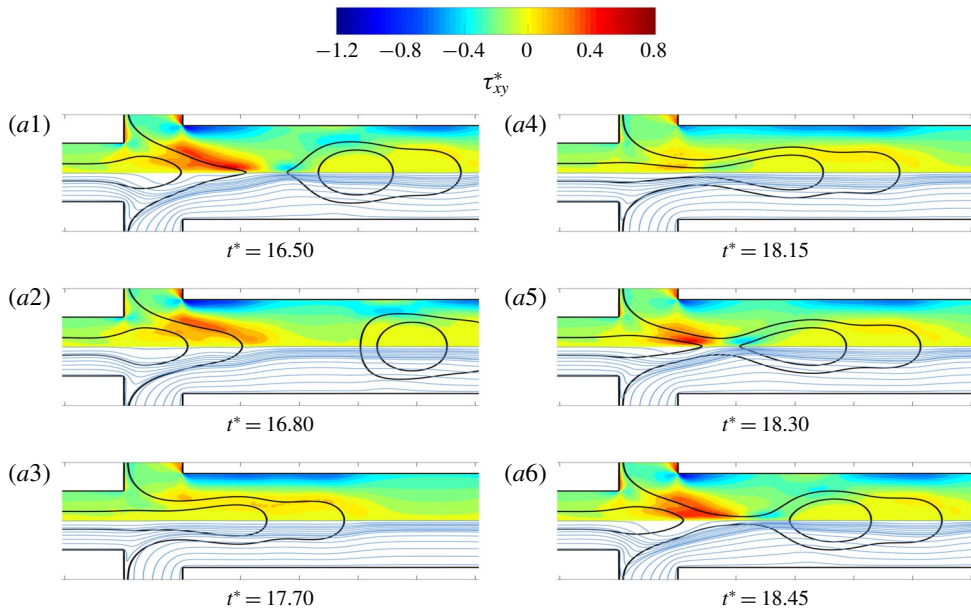 −1.2 −0.8 −0.4 0 0.4 0.8
τ*xy
(a1) (a4)
t* = 16.50 t* = 18.15
(a2) (a5)
t* = 16.80 t* = 18.30
(a3) (a6)
t* = 17.70 t* = 18.45